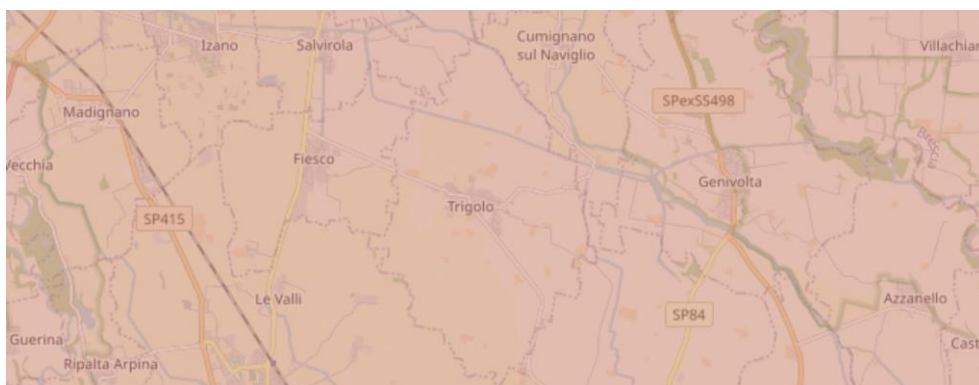 Izano
Salvirola
Cumignano
sul Naviglio
Villachiar
SPexSS498
Madignano
Brescia
Fiesco
Vecchia
Genivolta
Trigolo
SP415
Le Valli
Azzanello
SP84
Guerina
Cast
Ripalta Arpina